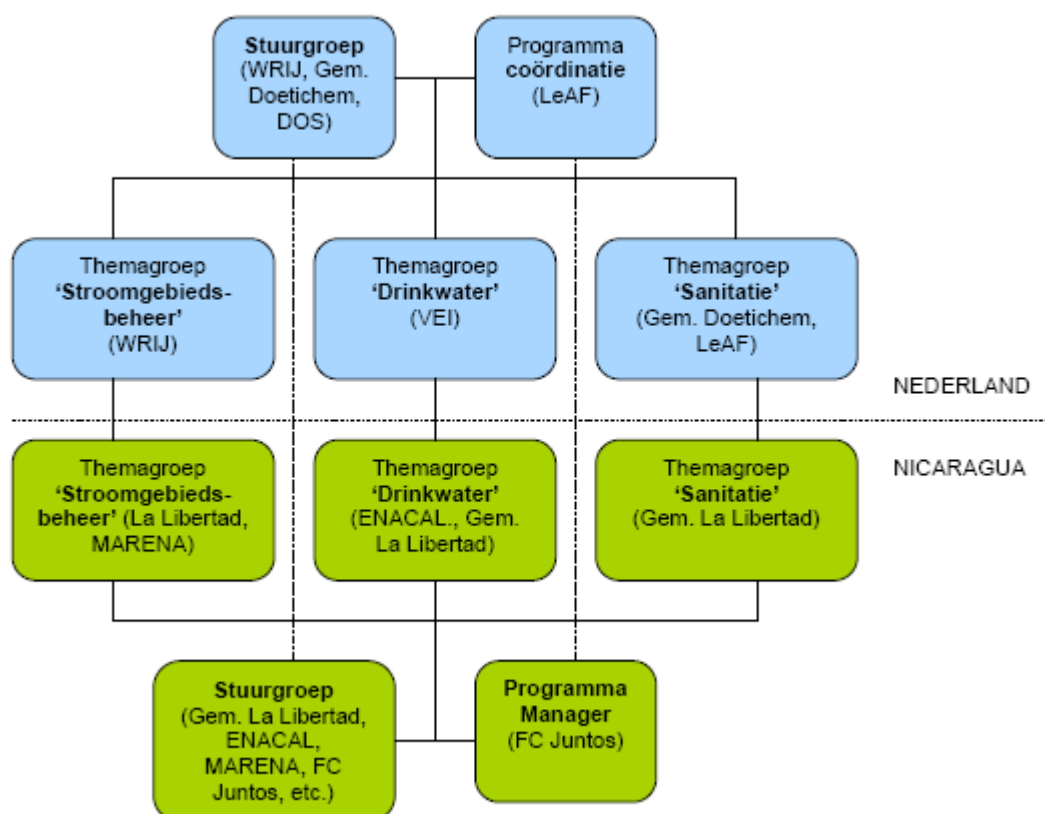 Stuurgroep
(WRIJ, Gem.
Doetichem,
DOS)
Programma
coördinatie
(LeAF)
Themagroep
‘Stroomgebieds-
beheer’
(WRIJ)
Themagroep
‘Drinkwater’
(VEI)
Themagroep
‘Sanitatie’
(Gem. Doetichem,
LeAF)
NEDERLAND
NICARAGUA
Themagroep
‘Stroomgebieds-
beheer’ (La Libertad,
MARENA)
Themagroep
‘Drinkwater’
(ENACAL., Gem.
La Libertad)
Themagroep
‘Sanitatie’
(Gem. La Libertad)
Stuurgroep
(Gem. La Libertad,
ENACAL,
MARENA, FC
Juntos, etc.)
Programma
Manager
(FC Juntos)